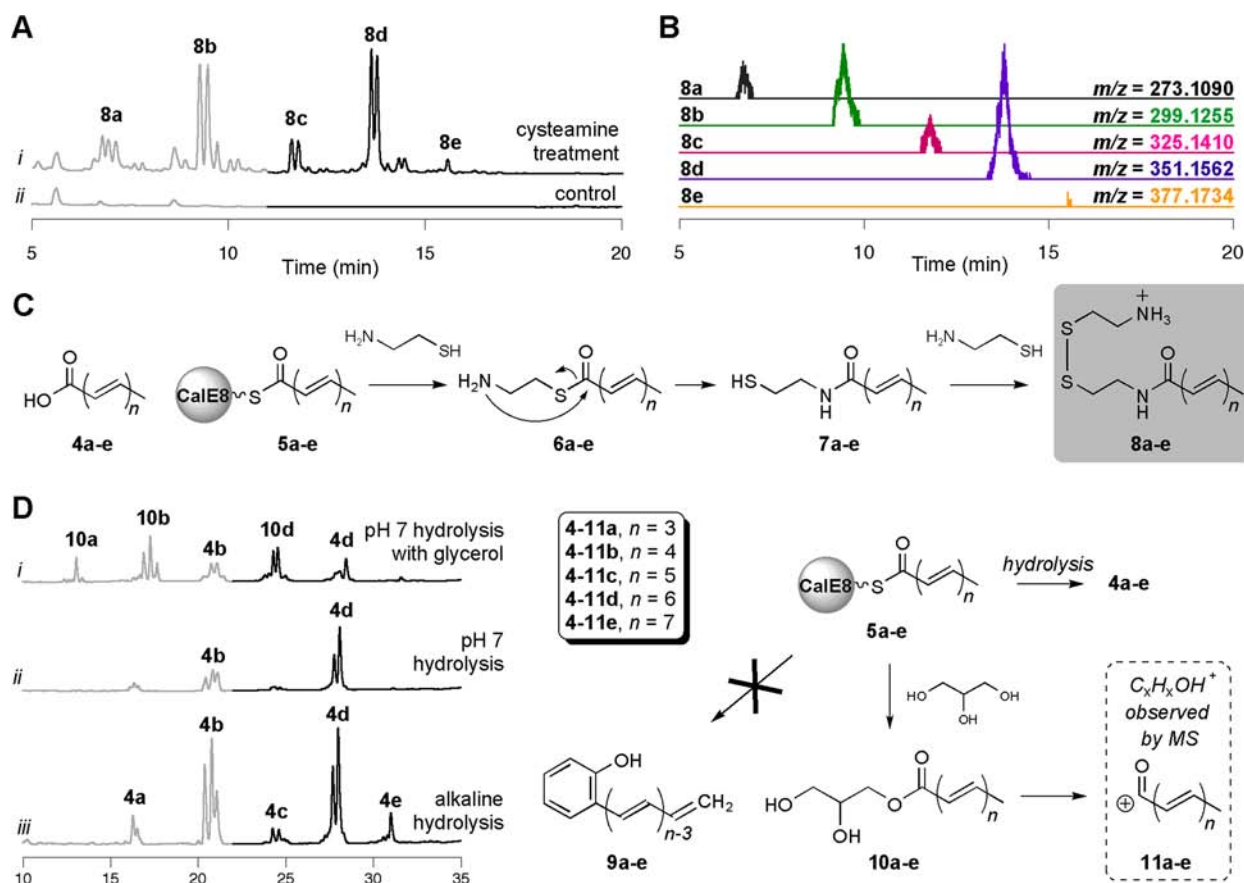 A
8a
8b
8c
8d
8e
i
cysteamine
treatment
ii
control
5
10
15
20
Time (min)
B
8a
m/z = 273.1090
8b
m/z = 299.1255
8c
m/z = 325.1410
8d
m/z = 351.1562
8e
m/z = 377.1734
5
10
15
20
Time (min)
C
O
HO
n
4a-e
CalE8
S
O
n
5a-e
H2N
SH
H2N
S
O
n
6a-e
HS
N
H
O
n
7a-e
H2N
SH
+
NH3
S
S
N
H
O
n
8a-e
D
10a
10b
4b
10d
4d
i
pH 7 hydrolysis
with glycerol
4b
4d
ii
pH 7
hydrolysis
4a
4b
4c
4d
4e
iii
alkaline
hydrolysis
10
15
20
25
30
35
4-11a, n = 3
4-11b, n = 4
4-11c, n = 5
4-11d, n = 6
4-11e, n = 7
CalE8
S
O
n
5a-e
hydrolysis
4a-e
HO
OH
OH
OH
CH2
n-3
9a-e
HO
OH
O
O
n
10a-e
CxHxOH+
observed
by MS
O
+
n
11a-e